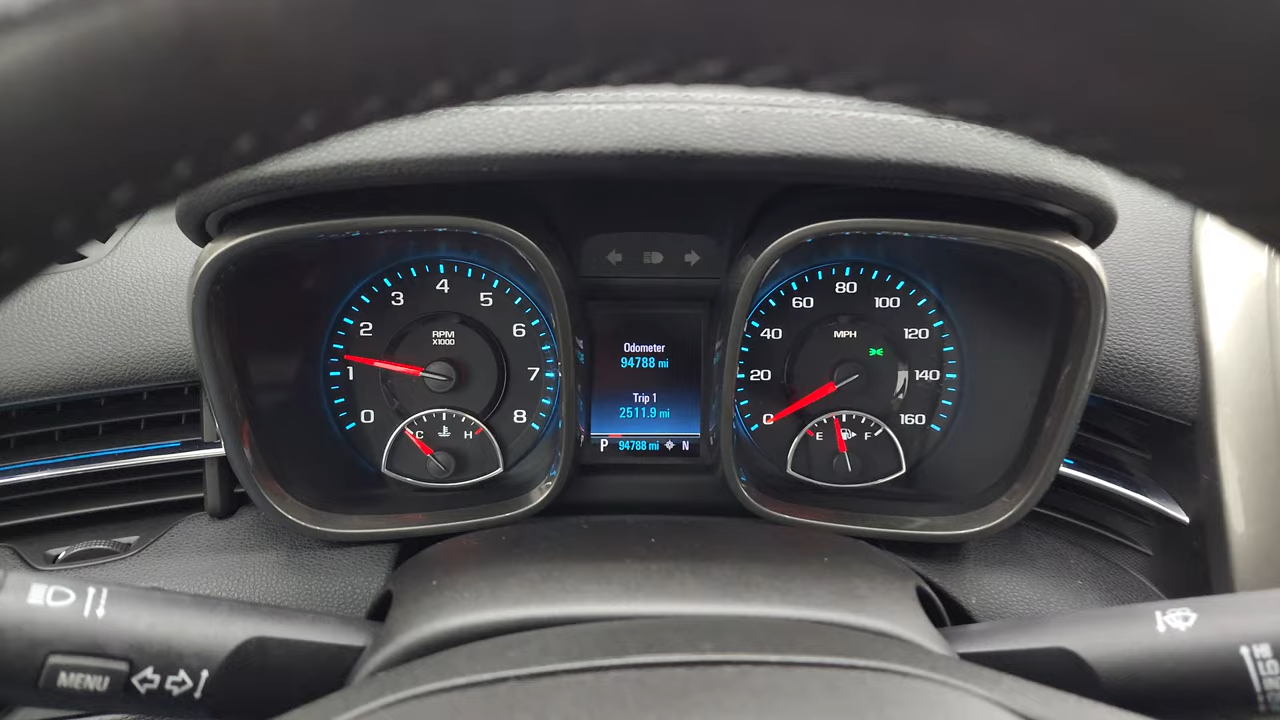 0
1
2
3
4
5
6
7
8
RPM
X1000
C
H
Odometer
94788 mi
Trip 1
2511.9 mi
P 94788 mi N
0
20
40
60
80
100
120
140
160
MPH
E
F
MENU